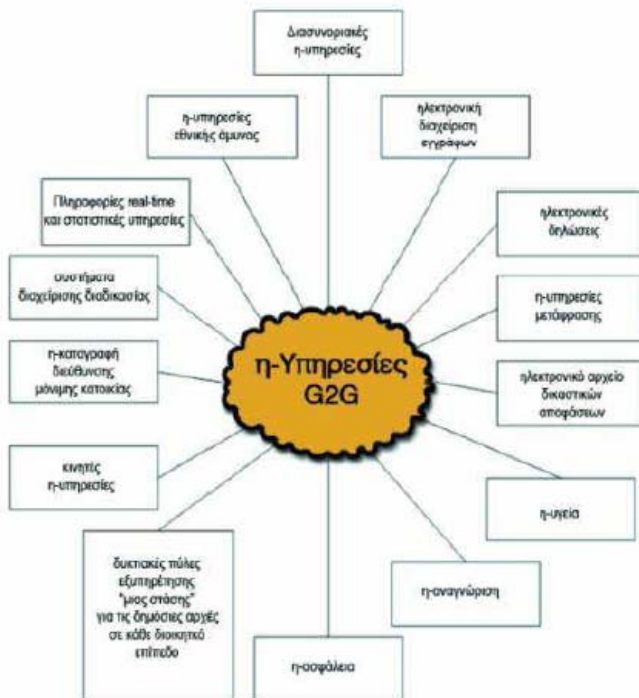 Διασυνοριακές
η-υπηρεσίες
η-υπηρεσίες
εθνικής άμυνας
ηλεκτρονική
διαχείριση
εγγράφων
Πληροφορίες real-time
και στατιστικές υπηρεσίες
ηλεκτρονικές
δηλώσεις
συστήματα
διαχείρισης διαδικασίας
η-υπηρεσίες
μετάφρασης
η-Υπηρεσίες
G2G
η-καταγραφή
διεύθυνσης
μόνιμης κατοικίας
ηλεκτρονικό αρχείο
δικαστικών
αποφάσεων
κινητές
η-υπηρεσίες
η-υγεία
δυκτιακές πύλες
εξυπηρέτησης
"μιας στάσης"
για τις δημόσιες αρχές
σε κάθε διοικητκό
επίπεδο
η-αναγνώριση
η-ασφάλεια